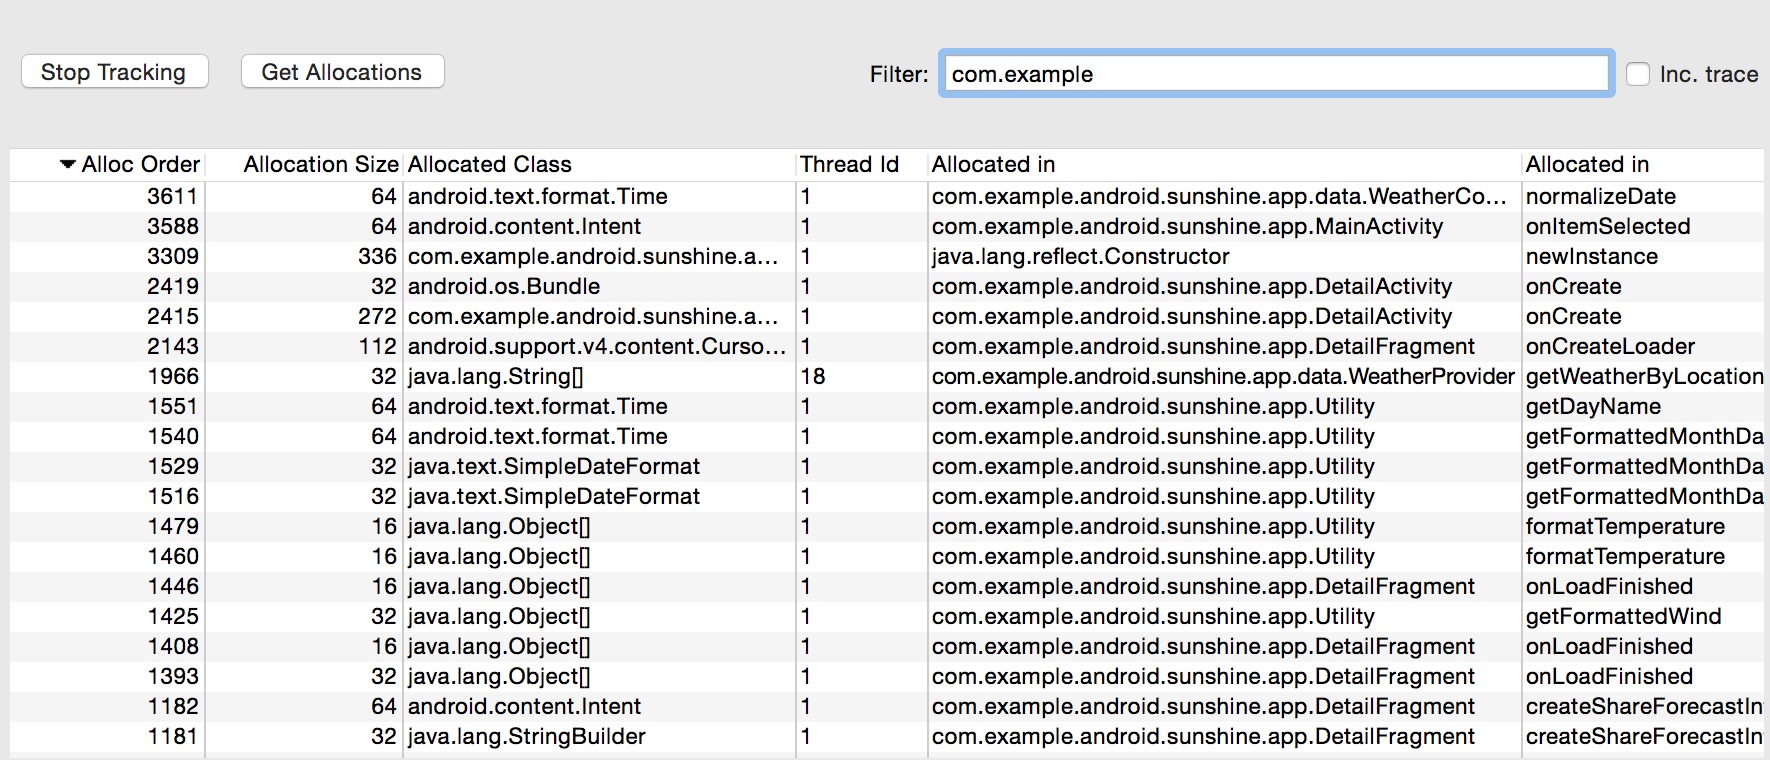 Stop Tracking Get Allocations Filter: com.example Inc. trace
Alloc Order Allocation Size Allocated Class Thread Id Allocated in Allocated in
3611 64 android.text.format.Time 1 com.example.android.sunshine.app.data.WeatherCo... normalizeDate
3588 64 android.content.Intent 1 com.example.android.sunshine.app.MainActivity onItemSelected
3309 336 com.example.android.sunshine.a... 1 java.lang.reflect.Constructor newInstance
2419 32 android.os.Bundle 1 com.example.android.sunshine.app.DetailActivity onCreate
2415 272 com.example.android.sunshine.a... 1 com.example.android.sunshine.app.DetailActivity onCreate
2143 112 android.support.v4.content.Curso... 1 com.example.android.sunshine.app.DetailFragment onCreateLoader
1966 32 java.lang.String[] 18 com.example.android.sunshine.app.data.WeatherProvider getWeatherByLocation
1551 64 android.text.format.Time 1 com.example.android.sunshine.app.Utility getDayName
1540 64 android.text.format.Time 1 com.example.android.sunshine.app.Utility getFormattedMonthDa
1529 32 java.text.SimpleDateFormat 1 com.example.android.sunshine.app.Utility getFormattedMonthDa
1516 32 java.text.SimpleDateFormat 1 com.example.android.sunshine.app.Utility getFormattedMonthDa
1479 16 java.lang.Object[] 1 com.example.android.sunshine.app.Utility formatTemperature
1460 16 java.lang.Object[] 1 com.example.android.sunshine.app.Utility formatTemperature
1446 16 java.lang.Object[] 1 com.example.android.sunshine.app.DetailFragment onLoadFinished
1425 32 java.lang.Object[] 1 com.example.android.sunshine.app.Utility getFormattedWind
1408 16 java.lang.Object[] 1 com.example.android.sunshine.app.DetailFragment onLoadFinished
1393 32 java.lang.Object[] 1 com.example.android.sunshine.app.DetailFragment onLoadFinished
1182 64 android.content.Intent 1 com.example.android.sunshine.app.DetailFragment createShareForecastIn
1181 32 java.lang.StringBuilder 1 com.example.android.sunshine.app.DetailFragment createShareForecastIn